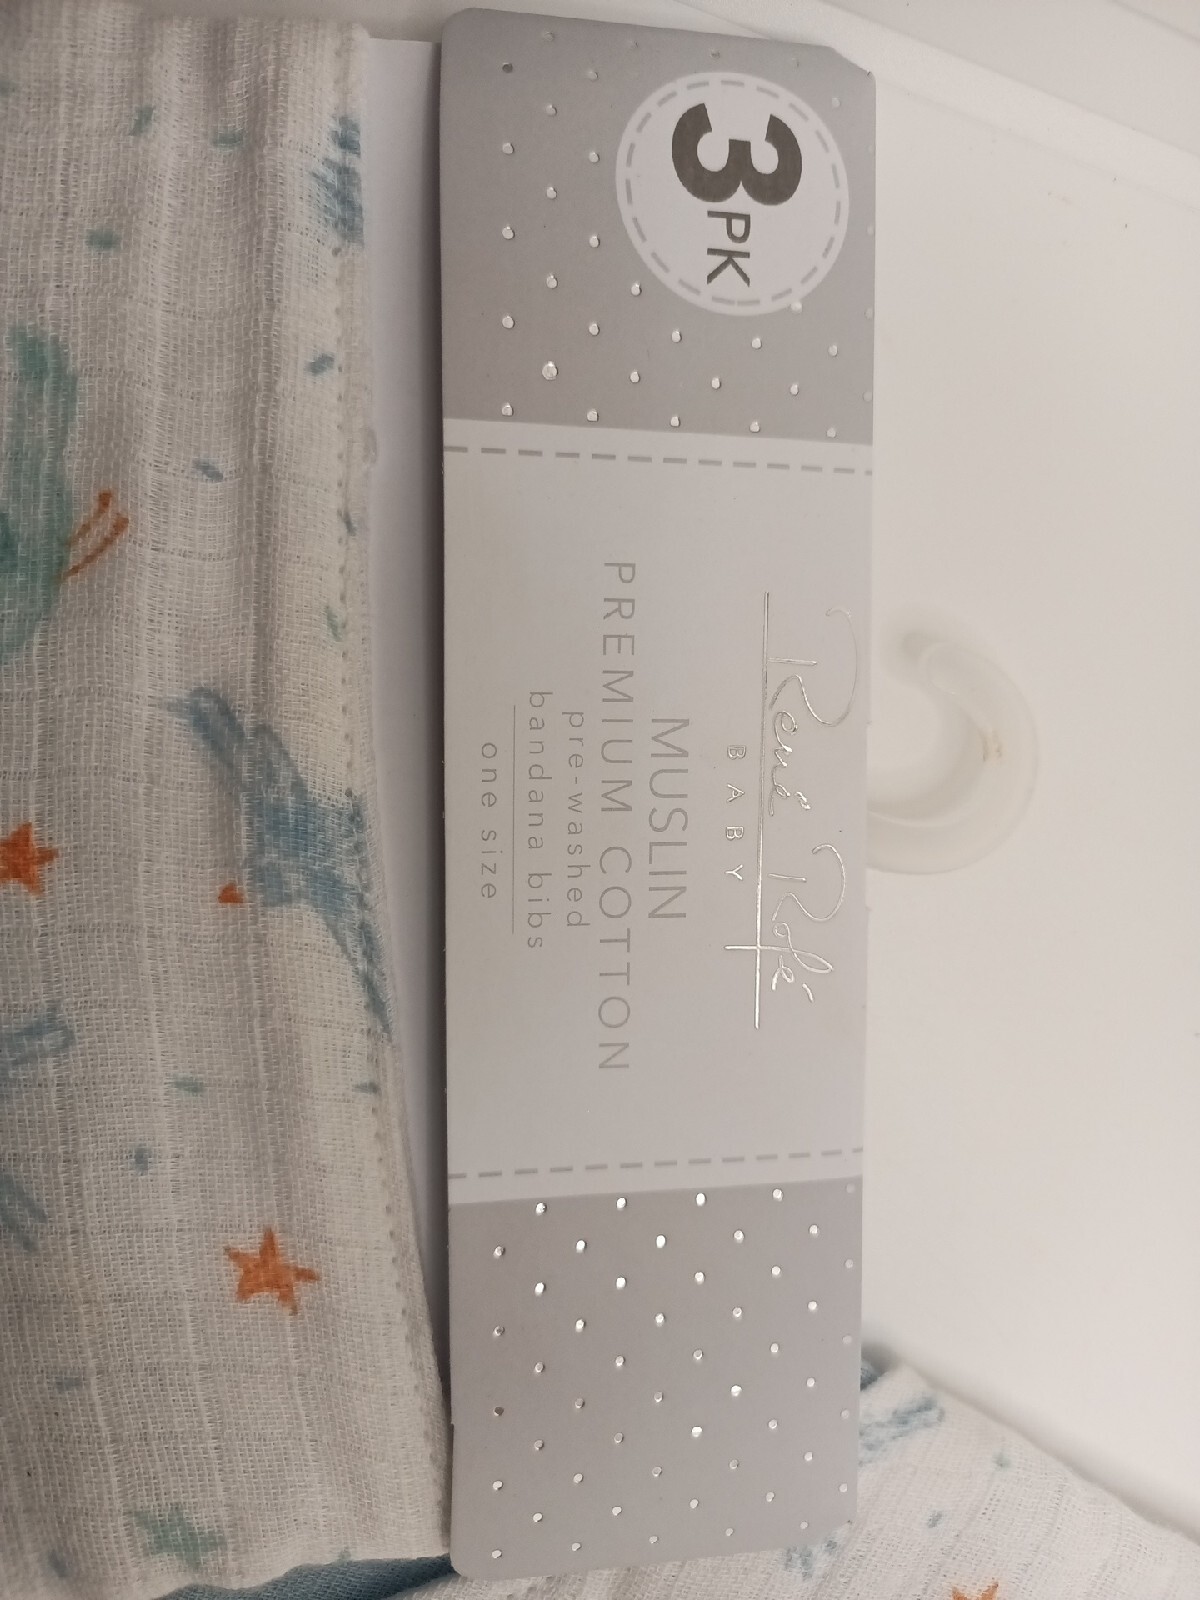 3
PK
René Rofé
BABY
MUSLIN
PREMIUM COTTON
pre-washed
bandana bibs
one size